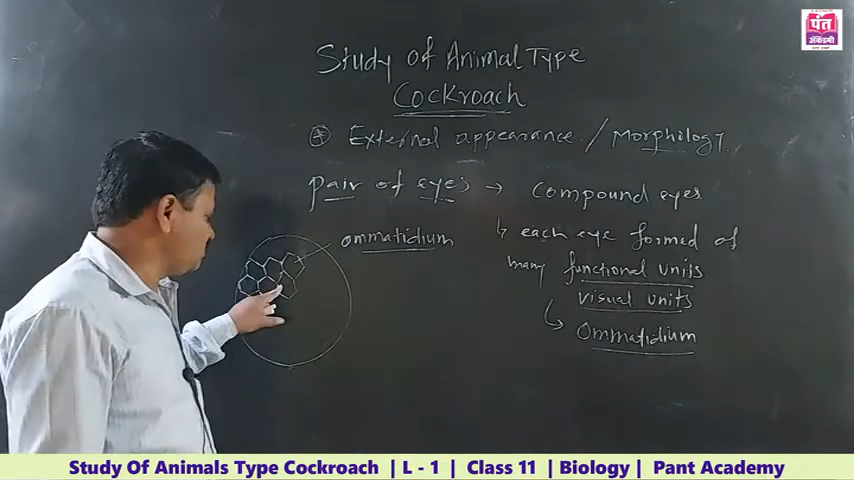 पंत
अ‍ॅकॅडमी
Study of Animal Type
Cockroach
External appearance / Morphology.
pair of eyes → compound eyes
ommatidium
↳ each eye formed of
many functional units
visual units
↳ Ommatidium
Study Of Animals Type Cockroach | L - 1 | Class 11 | Biology | Pant Academy